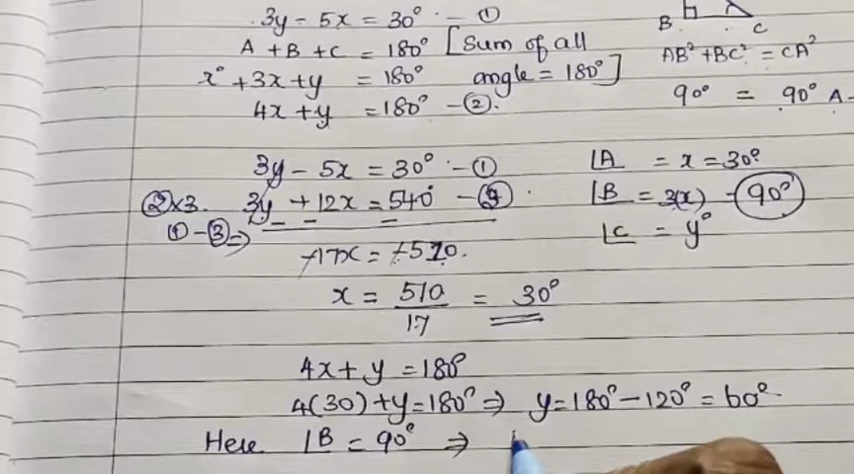 3y - 5x = 30° - ①
A + B + C = 180° [Sum of all
angle = 180°]
x° + 3x + y = 180°
4x + y = 180° - ②.
B C
AB² + BC² = CA²
90° = 90° A-
3y - 5x = 30° - ①
② x 3. 3y + 12x = 540° - ③
① - ③ ⇒
-17x = -510.
x = 510/17 = 30°
∠A = x = 30°
∠B = 3(x) - 90°
∠C = y°
4x + y = 180°
4(30) + y = 180° ⇒ y = 180° - 120° = 60°
Here ∠B = 90° ⇒